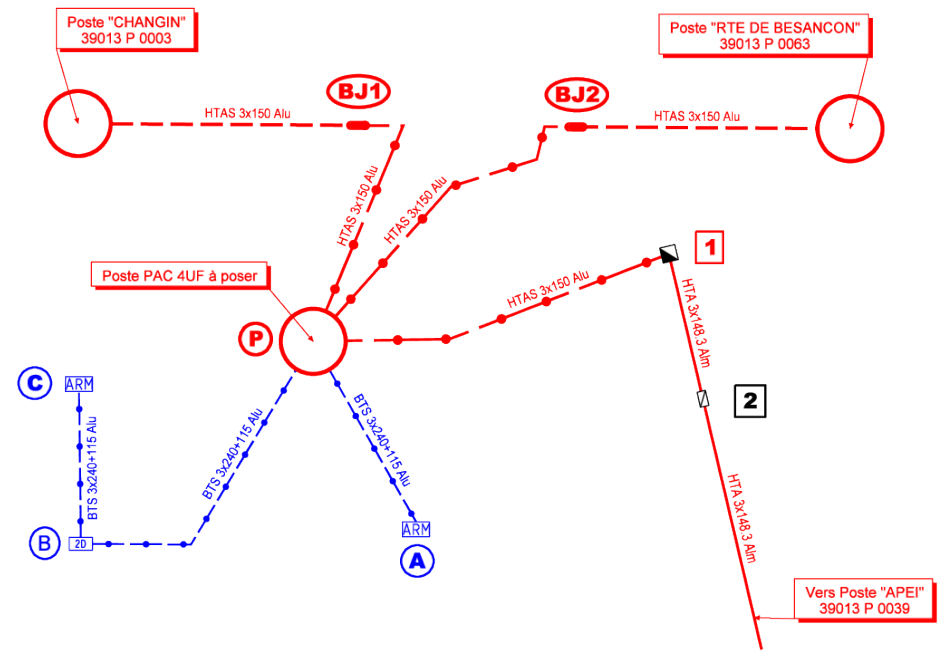 Poste "CHANGIN"
39013 P 0003
Poste "RTE DE BESANCON"
39013 P 0063
BJ1
BJ2
HTAS 3x150 Alu
HTAS 3x150 Alu
HTAS 3x150 Alu
HTAS 3x150 Alu
1
Poste PAC 4UF à poser
HTAS 3x150 Alu
HTA 3x148.3 Alm
P
C
ARM
2
BTS 3x240+115 Alu
BTS 3x240+115 Alu
BTS 3x240+115 Alu
HTA 3x148.3 Alm
ARM
B
2D
A
Vers Poste "APEI"
39013 P 0039